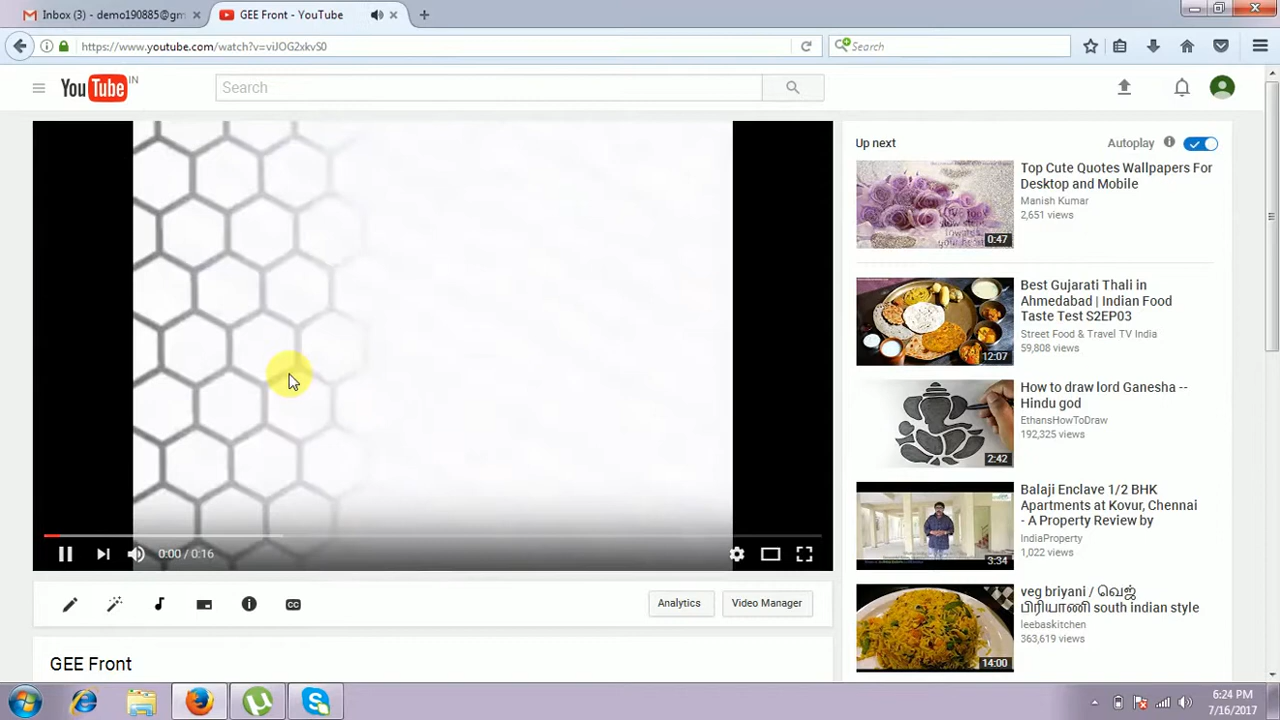 Inbox (3) - demo190885@gm
GEE Front - YouTube
https://www.youtube.com/watch?v=viJOG2xkvS0
Search
YouTube IN
Search
Up next
Autoplay
Top Cute Quotes Wallpapers For
Desktop and Mobile
Manish Kumar
2,651 views
0:47
Best Gujarati Thali in
Ahmedabad | Indian Food
Taste Test S2EP03
Street Food & Travel TV India
59,808 views
12:07
How to draw lord Ganesha --
Hindu god
EthansHowToDraw
192,325 views
2:42
Balaji Enclave 1/2 BHK
Apartments at Kovur, Chennai
- A Property Review by
IndiaProperty
1,022 views
3:34
veg briyani / வெஜ்
பிரியாணி south indian style
leebaskitchen
363,619 views
14:00
0:00 / 0:16
CC
Analytics
Video Manager
GEE Front
6:24 PM
7/16/2017